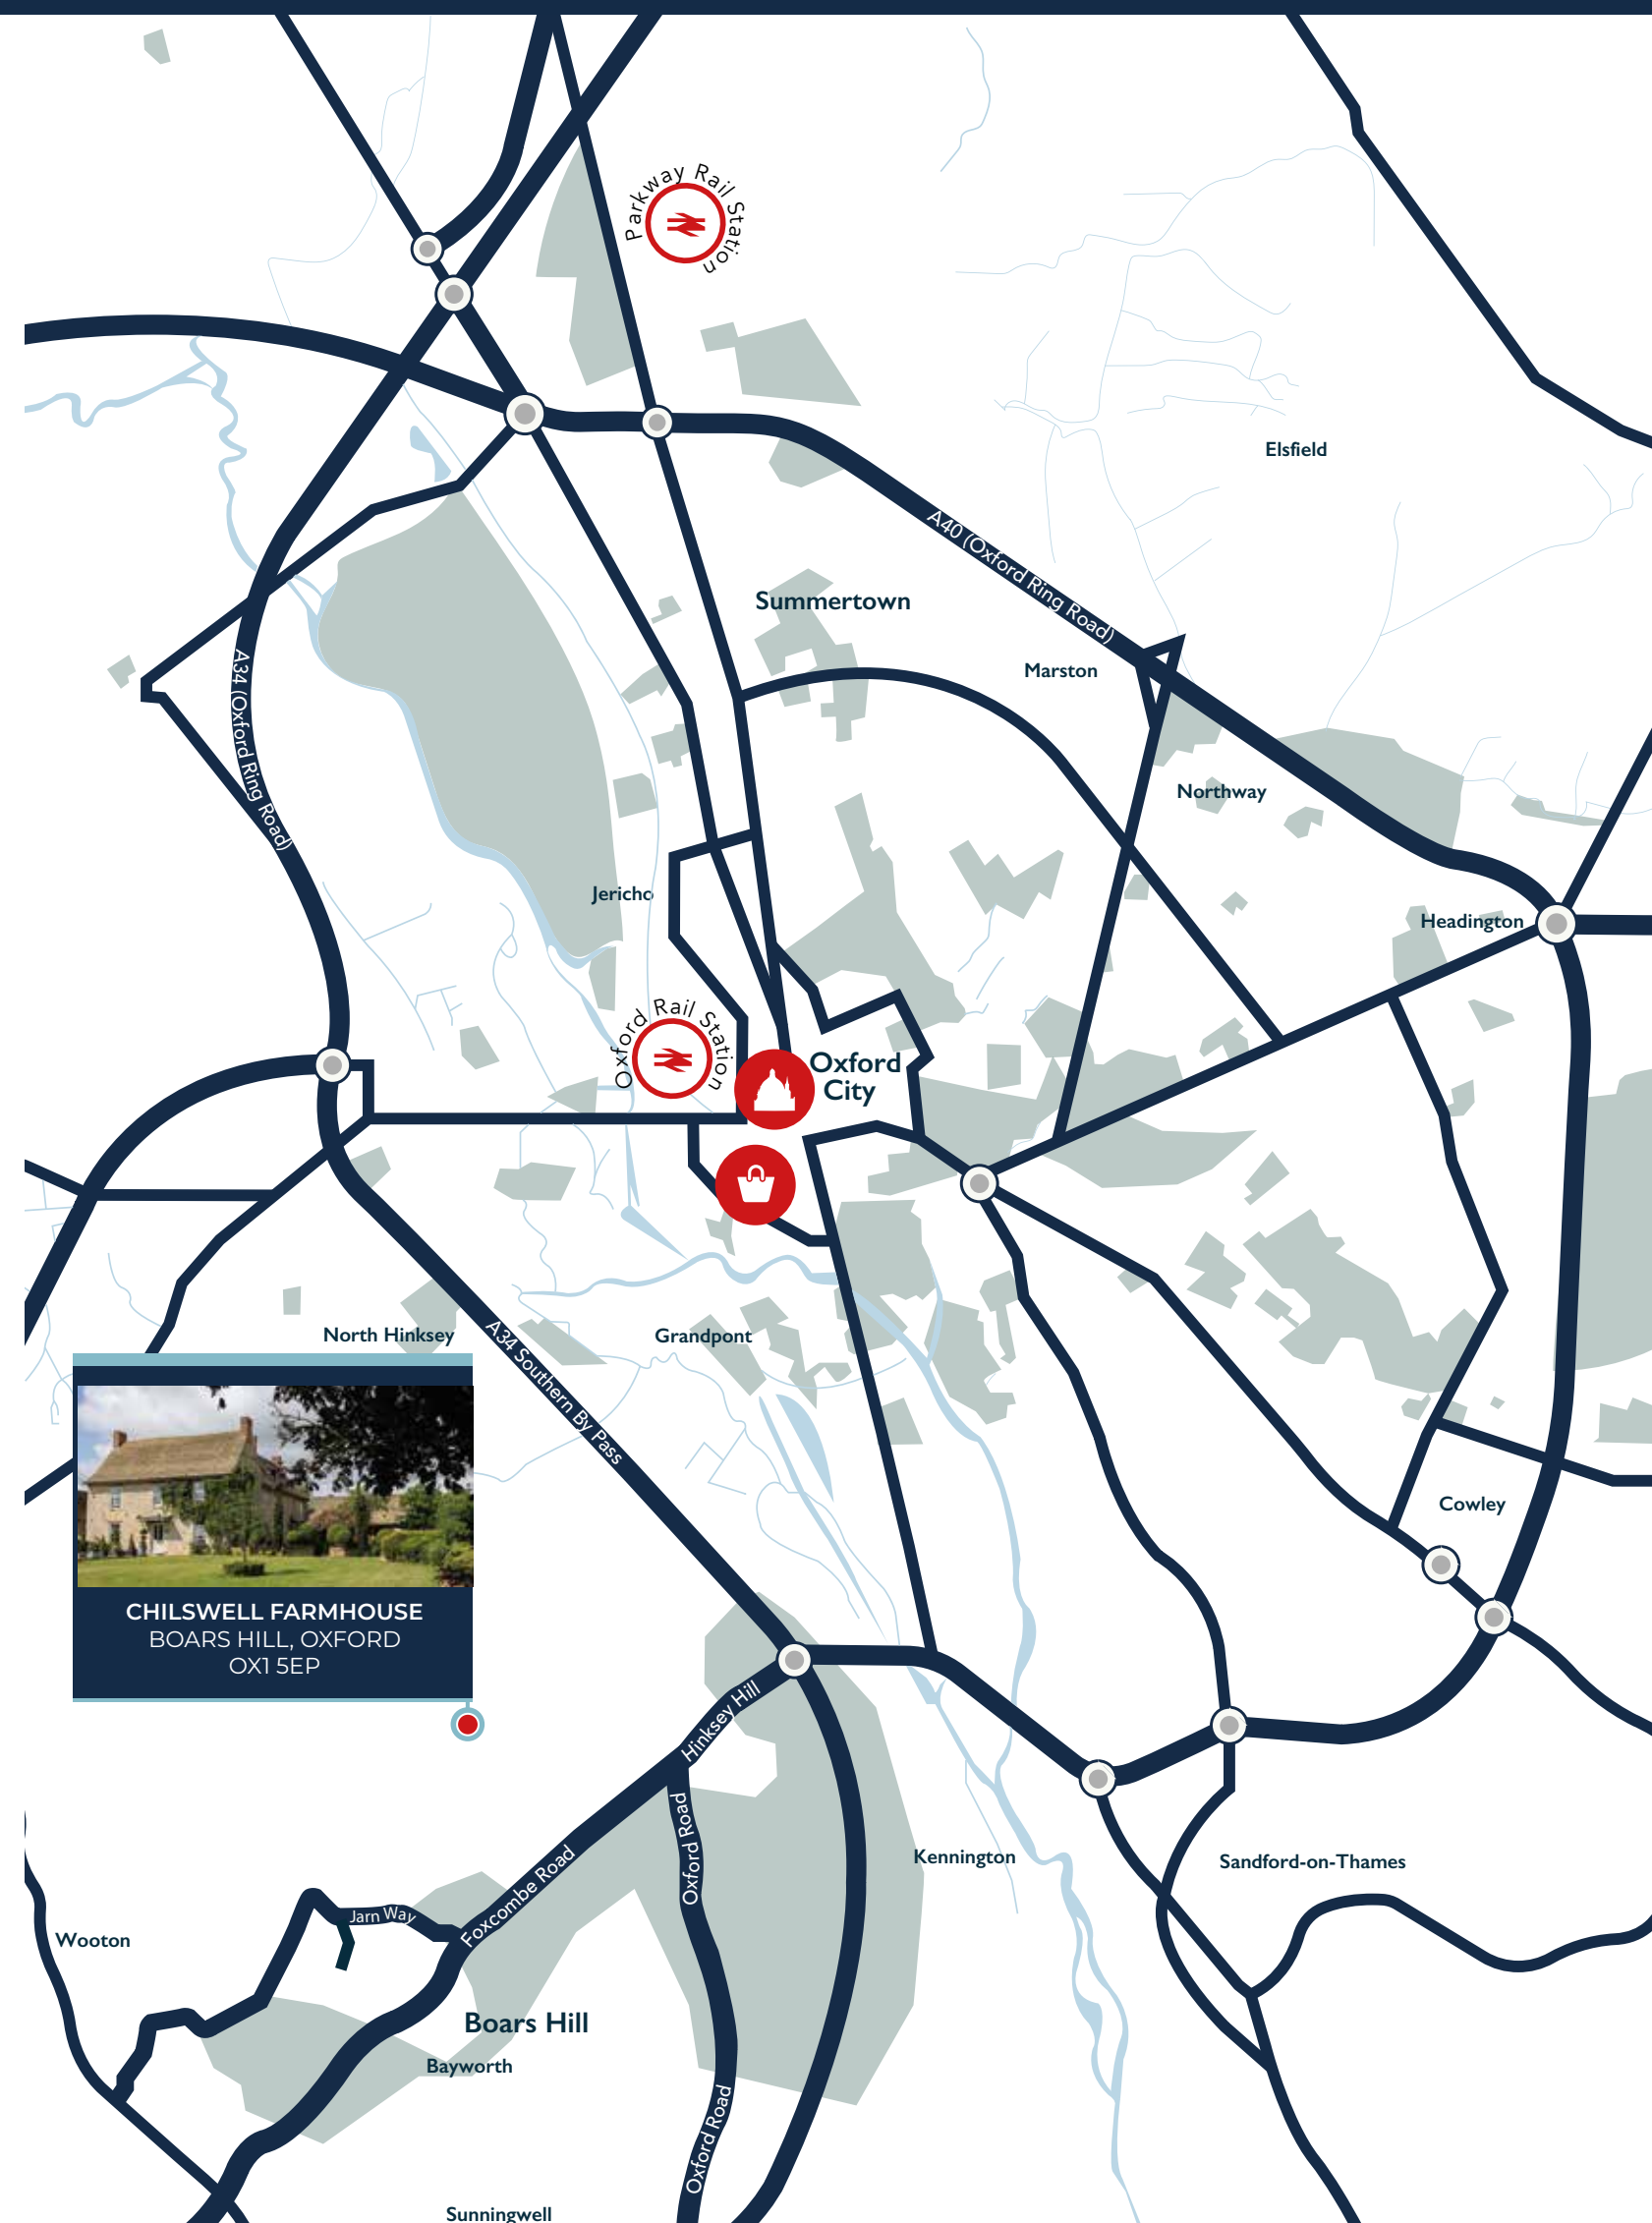 Parkway Rail Station
Elsfield
A40 (Oxford Ring Road)
Summertown
Marston
A34 (Oxford Ring Road)
Northway
Jericho
Headington
Oxford Rail Station
Oxford
City
North Hinksey
Grandpont
A34 Southern By Pass
Cowley
CHILSWELL FARMHOUSE
BOARS HILL, OXFORD
OX1 5EP
Hinksey Hill
Oxford Road
Kennington
Sandford-on-Thames
Foxcombe Road
Jarn Way
Wooton
Boars Hill
Bayworth
Oxford Road
Sunningwell